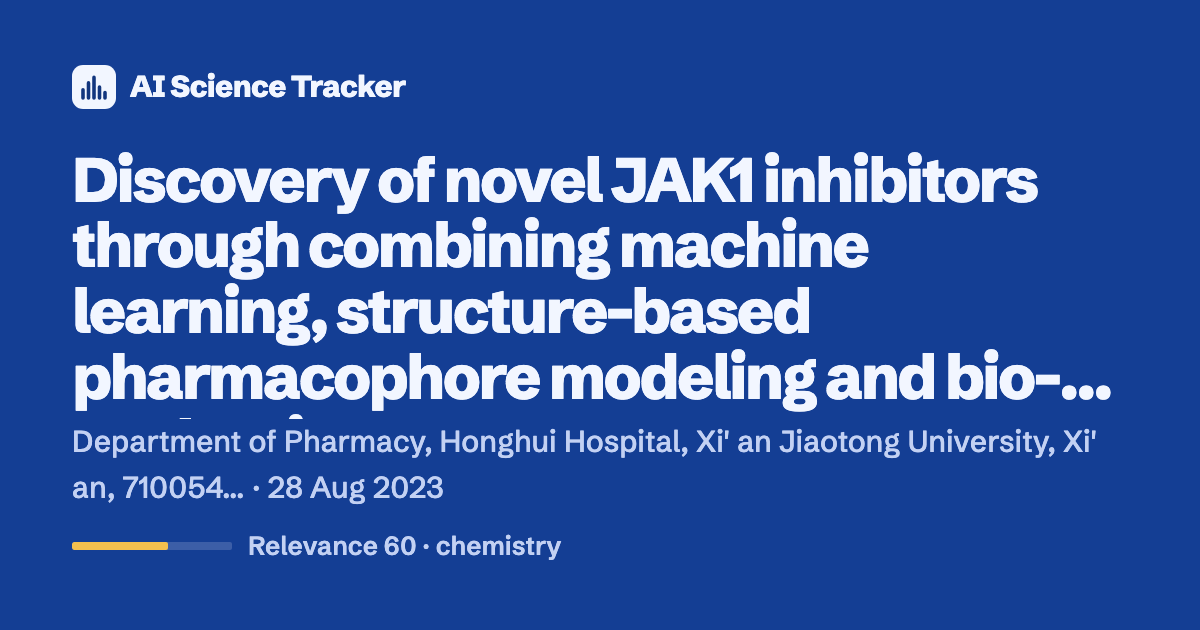 AI Science Tracker
Discovery of novel JAK1 inhibitors
through combining machine
learning, structure-based
pharmacophore modeling and bio-...
Department of Pharmacy, Honghui Hospital, Xi' an Jiaotong University, Xi'
an, 710054... · 28 Aug 2023
Relevance 60 · chemistry